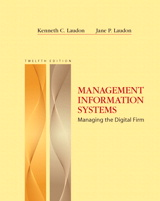 Kenneth C. Laudon Jane P. Laudon
TWELFTH EDITION
MANAGEMENT
INFORMATION
SYSTEMS
Managing the Digital Firm